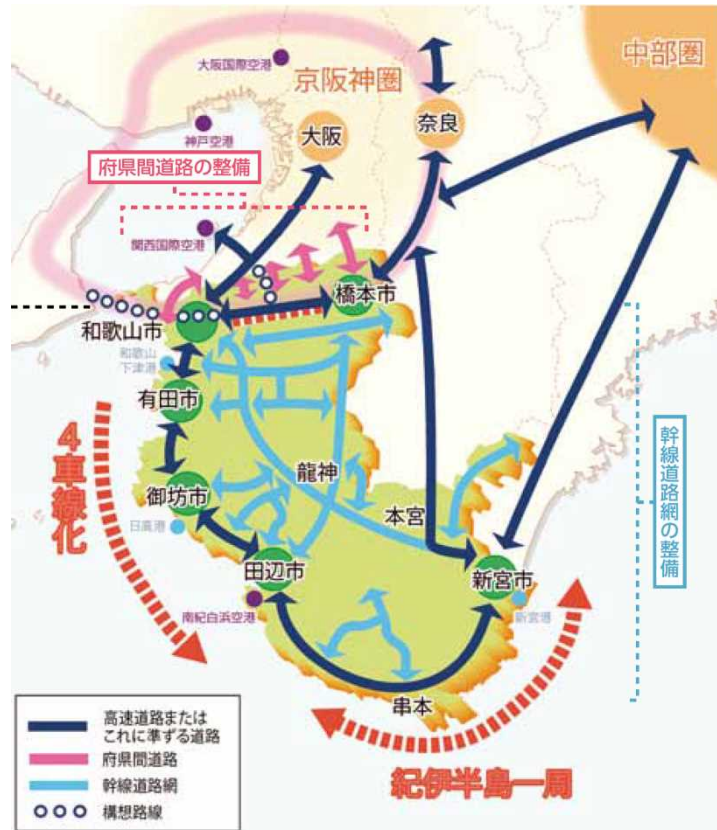 大阪国際空港
京阪神圏
中部圏
神戸空港
大阪
奈良
府県間道路の整備
関西国際空港
橋本市
和歌山市
和歌山
下津港
有田市
4車線化
龍神
御坊市
本宮
日高港
田辺市
新宮市
幹線道路網の整備
南紀白浜空港
新宮港
串本
紀伊半島一周
高速道路または
これに準ずる道路
府県間道路
幹線道路網
構想路線